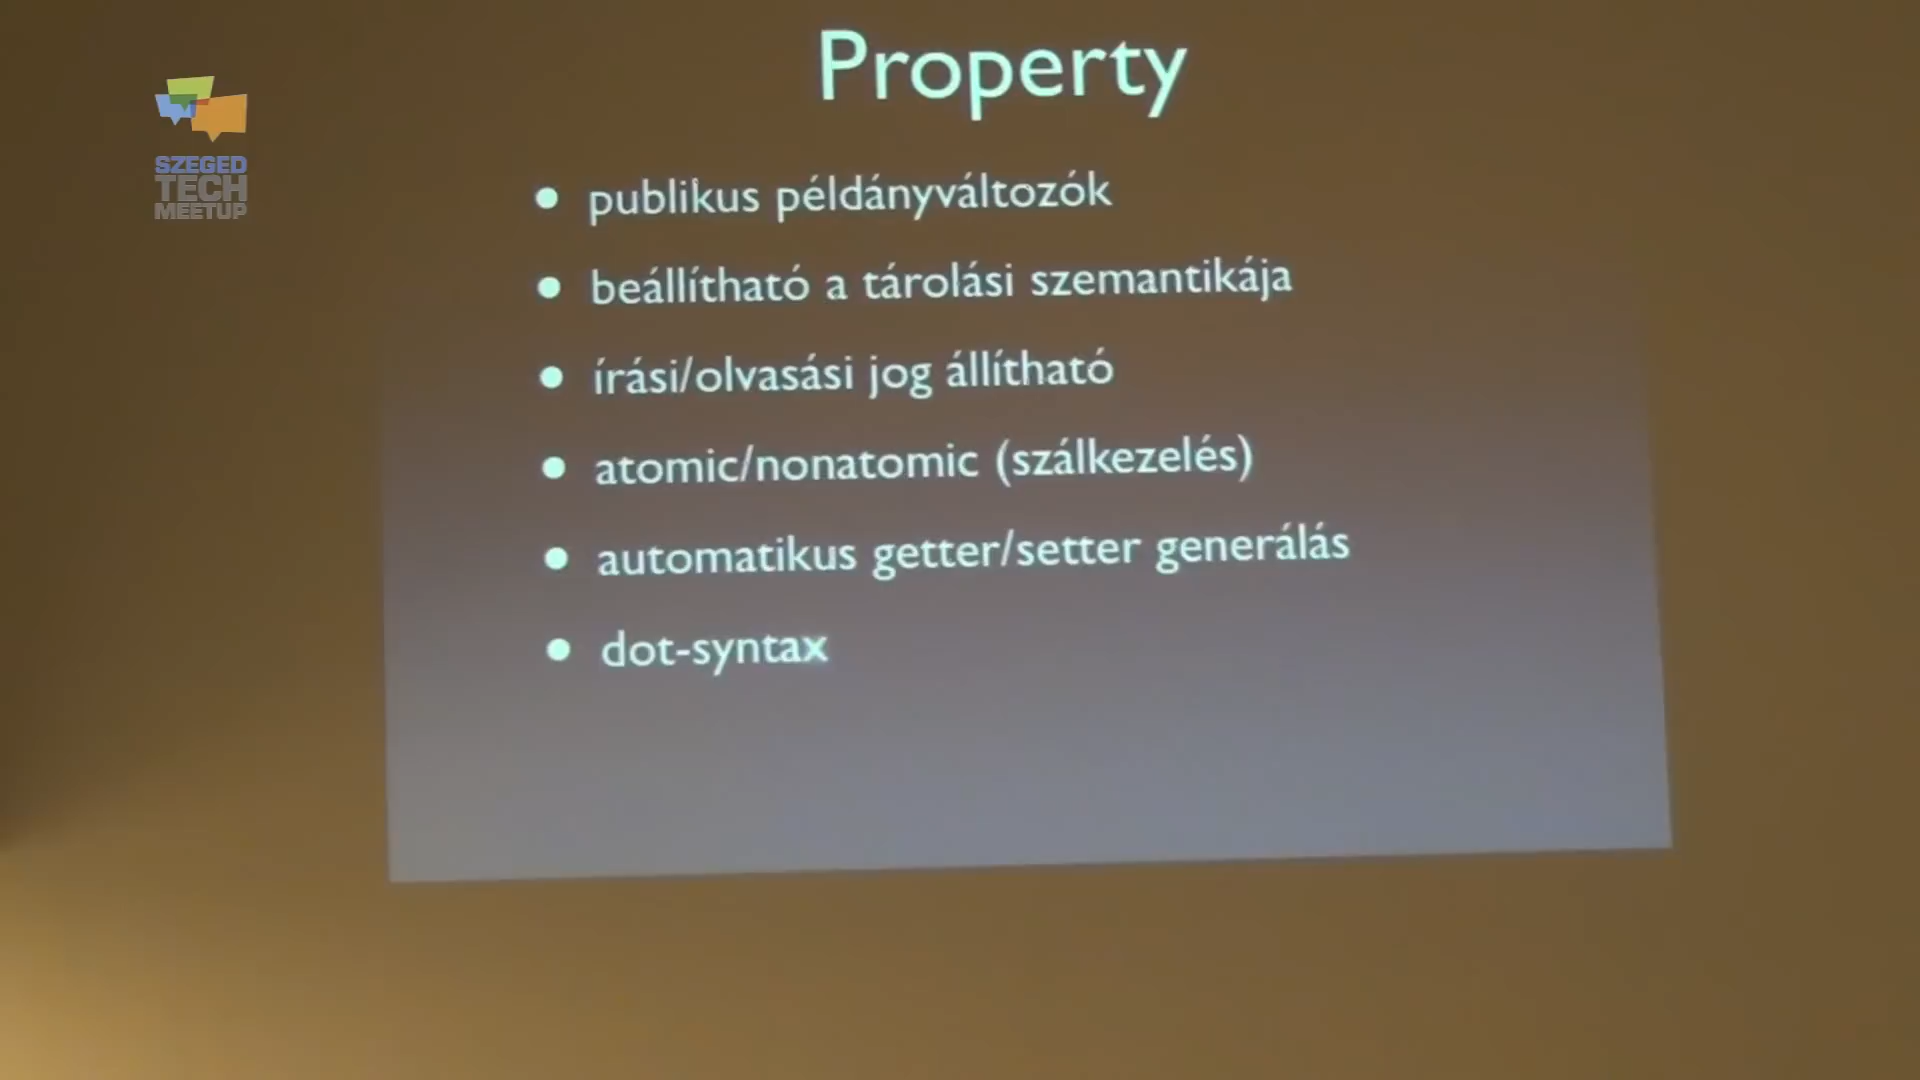 Property
SZEGED
TECH
MEETUP
• publikus példányváltozók
• beállítható a tárolási szemantikája
• írási/olvasási jog állítható
• atomic/nonatomic (szálkezelés)
• automatikus getter/setter generálás
• dot-syntax